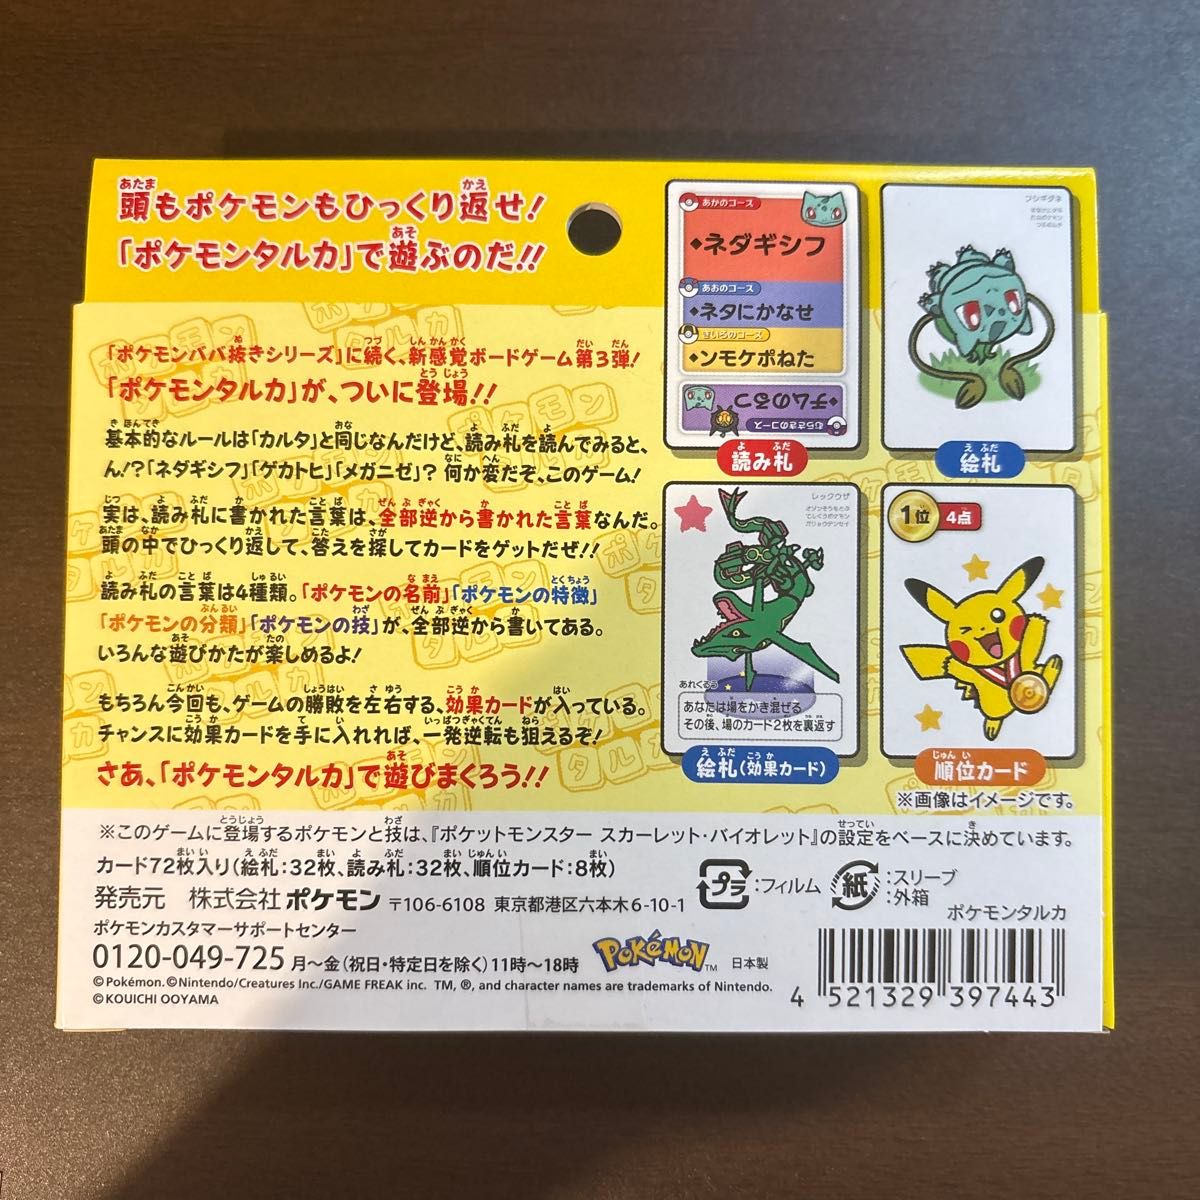 頭もポケモンもひっくり返せ!
「ポケモンタルカ」で遊ぶのだ!!
「ポケモンババ抜きシリーズ」に続く、新感覚ボードゲーム第3弾!
「ポケモンタルカ」が、ついに登場!!
基本的なルールは「カルタ」と同じなんだけど、読み札を読んでみると、
ん!?「ネダギシフ」「ゲカトヒ」「メガニゼ」? 何か変だぞ、このゲーム!
実は、読み札に書かれた言葉は、全部逆から書かれた言葉なんだ。
頭の中でひっくり返して、答えを探してカードをゲットだぜ!!
読み札の言葉は4種類。「ポケモンの名前」「ポケモンの特徴」
「ポケモンの分類」「ポケモンの技」が、全部逆から書いてある。
いろんな遊びかたが楽しめるよ!
もちろん今回も、ゲームの勝敗を左右する、効果カードが入っている。
チャンスに効果カードを手に入れれば、一発逆転も狙えるぞ!
さあ、「ポケモンタルカ」で遊びまくろう!!
あかのコース
◆ネダギシフ
あおのコース
◆ネタにかなせ
きいろのコース
◆ンモケポねた
むらさきのコース
◆チムのるつ
読み札
フシギダネ
絵札
レックウザ
あれくるう
あなたは場をかき混ぜる
その後、場のカード2枚を裏返す
絵札(効果カード)
1位 4点
順位カード
※画像はイメージです。
※このゲームに登場するポケモンと技は、『ポケットモンスター スカーレット・バイオレット』の設定をベースに決めています。
カード72枚入り(絵札:32枚、読み札:32枚、順位カード:8枚)
発売元 株式会社ポケモン 〒106-6108 東京都港区六本木6-10-1
ポケモンカスタマーサポートセンター
0120-049-725 月〜金(祝日・特定日を除く)11時〜18時
©Pokémon. ©Nintendo/Creatures Inc./GAME FREAK inc. TM, ®, and character names are trademarks of Nintendo.
© KOUICHI OOYAMA
POKéMON TM
日本製
プラ :フィルム
紙 :スリーブ
:外箱
ポケモンタルカ
4 521329 397443